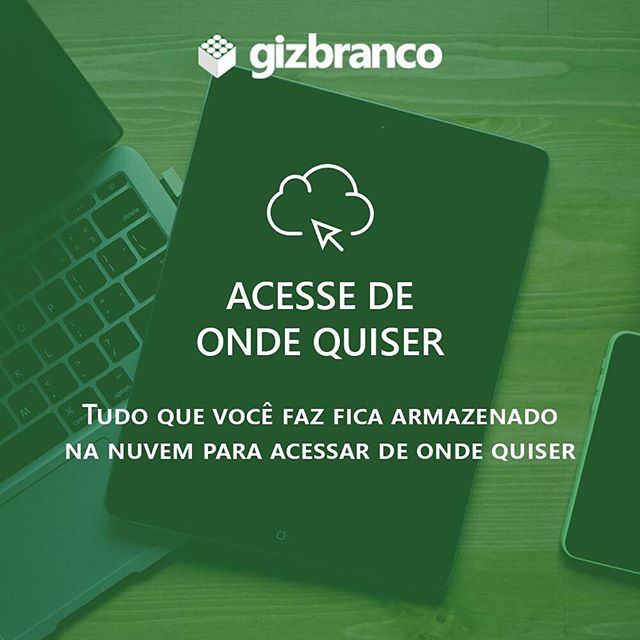 gizbranco
ACESSE DE
ONDE QUISER
Tudo que você faz fica armazenado
na nuvem para acessar de onde quiser